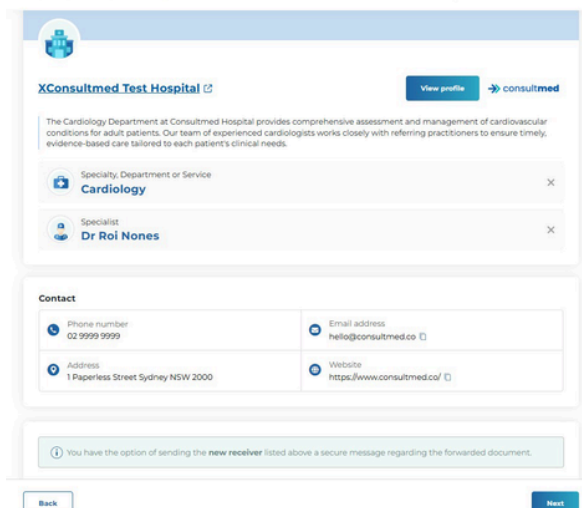 XConsultmed Test Hospital
View profile
consultmed
The Cardiology Department at Consultmed Hospital provides comprehensive assessment and management of cardiovascular
conditions for adult patients. Our team of experienced cardiologists works closely with referring practitioners to ensure timely,
evidence-based care tailored to each patient's clinical needs.
Specialty, Department or Service
Cardiology
Specialist
Dr Roi Nones
Contact
Phone number
02 9999 9999
Email address
hello@consultmed.co
Address
1 Paperless Street Sydney NSW 2000
Website
https://www.consultmed.co/
You have the option of sending the new receiver listed above a secure message regarding the forwarded document.
Back
Next